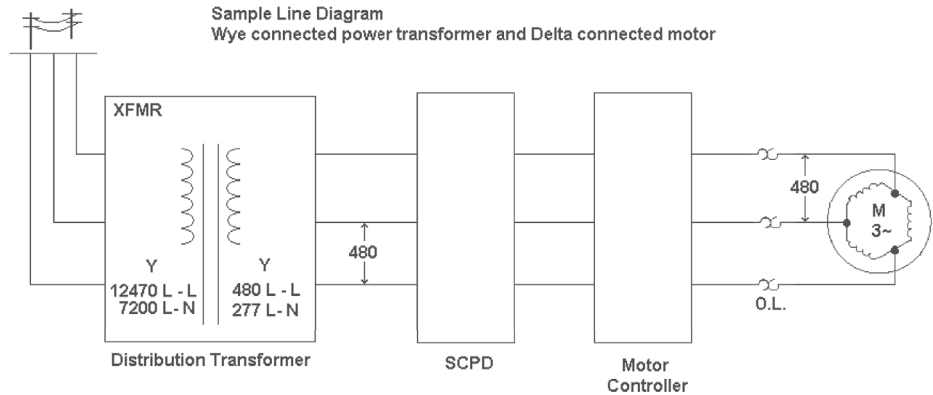 Sample Line Diagram
Wye connected power transformer and Delta connected motor
XFMR
480
480
M
3~
Y
12470 L - L
7200 L- N
Y
480 L - L
277 L- N
O.L.
Distribution Transformer
SCPD
Motor
Controller